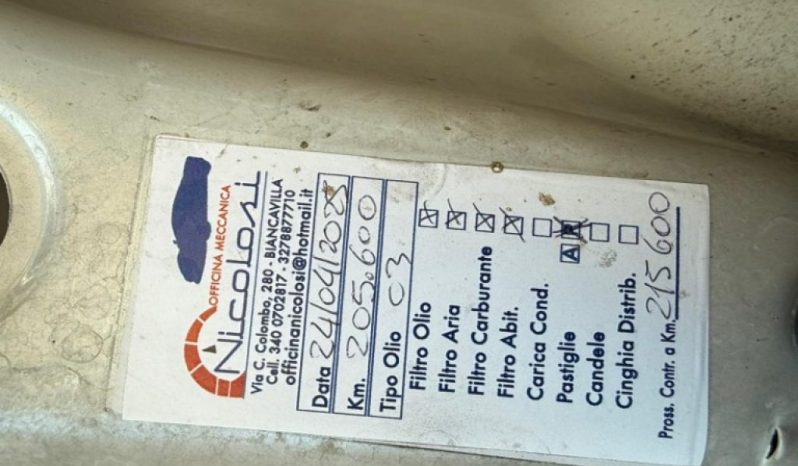 OFFICINA MECCANICA
Nicolosi
Via C. Colombo, 280 - BIANCAVILLA
Cell. 340 0702817 - 3278877710
officinanicolosi@hotmail.it
Data 24/04/2025
Km. 205.600
Tipo Olio 03
Filtro Olio
Filtro Aria
Filtro Carburante
Filtro Abit.
Carica Cond.
Pastiglie A P
Candele
Cinghia Distrib.
Pross. Contr. a Km. 215600